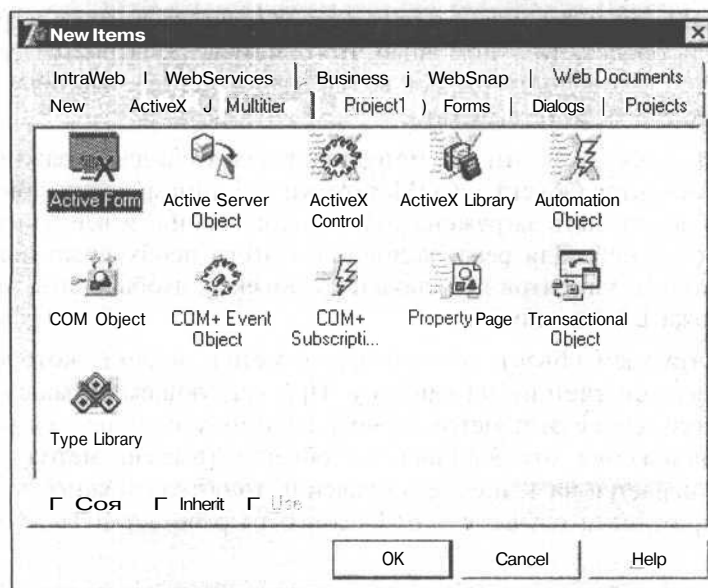 New Items
IntraWeb | WebServices | Business | WebSnap | Web Documents
New ActiveX Multitier | Project1 ) Forms | Dialogs | Projects
Active Form
Active Server Object
ActiveX Control
ActiveX Library
Automation Object
COM Object
COM+ Event Object
COM+ Subscripti...
Property Page
Transactional Object
Type Library
Г Соя Г Inherit Г Use
OK Cancel Help